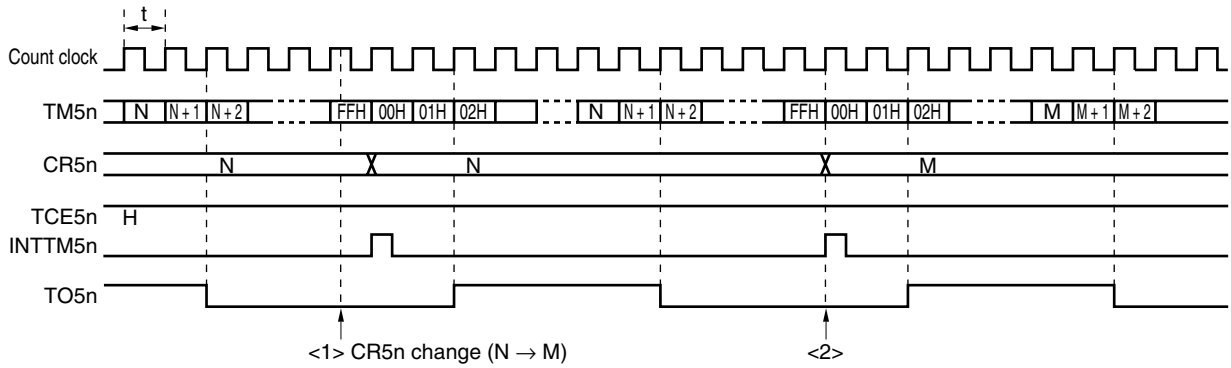 t
Count clock
TM5n N N + 1 N + 2 FFH 00H 01H 02H N N + 1 N + 2 FFH 00H 01H 02H M M + 1 M + 2
CR5n N N M
TCE5n H
INTTM5n
TO5n
<1> CR5n change (N → M) <2>